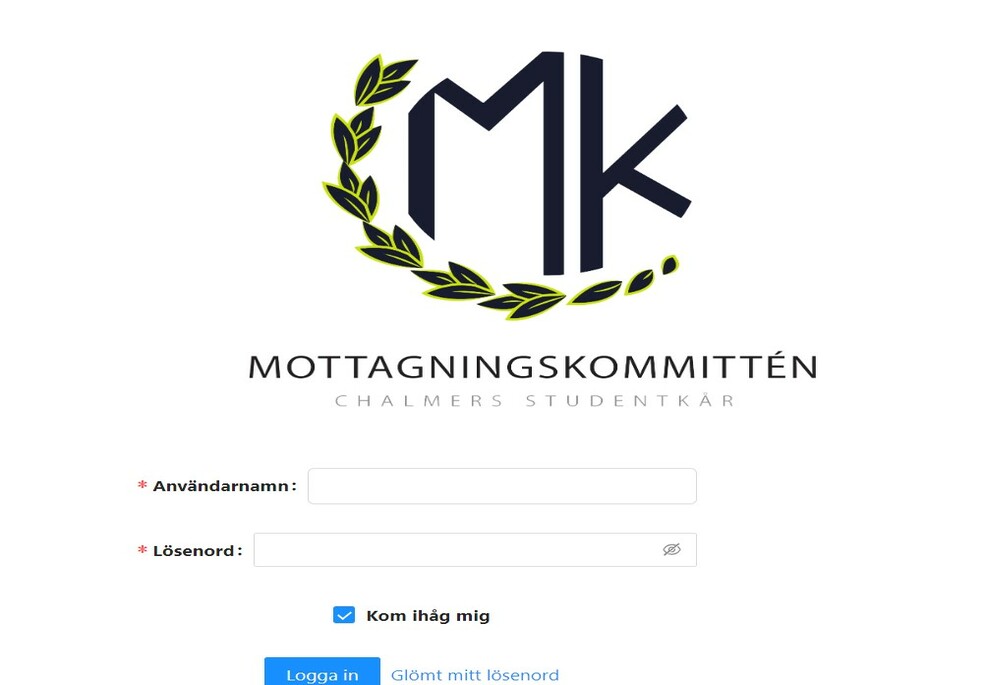 MK
MOTTAGNINGSKOMMITTÉN
CHALMERS STUDENTKÅR
* Användarnamn:
* Lösenord:
Kom ihåg mig
Logga in Glömt mitt lösenord